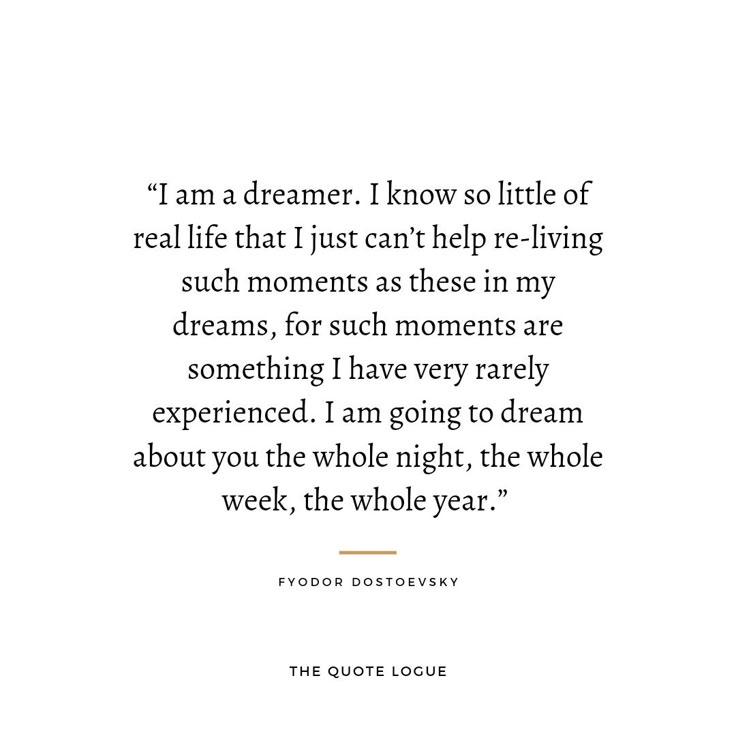 “I am a dreamer. I know so little of
real life that I just can’t help re-living
such moments as these in my
dreams, for such moments are
something I have very rarely
experienced. I am going to dream
about you the whole night, the whole
week, the whole year.”
FYODOR DOSTOEVSKY
THE QUOTE LOGUE